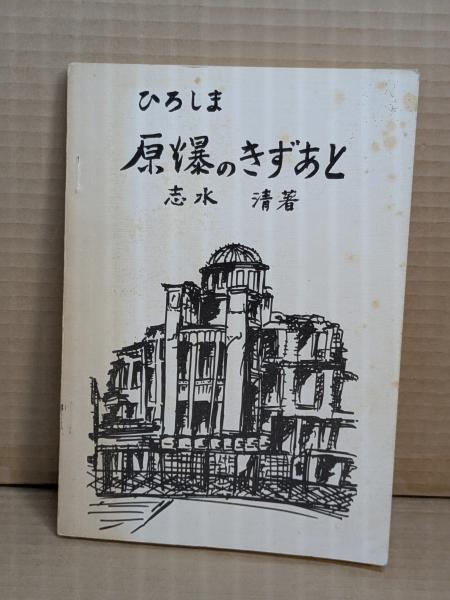 ひろしま
原爆のきずあと
志水 清著